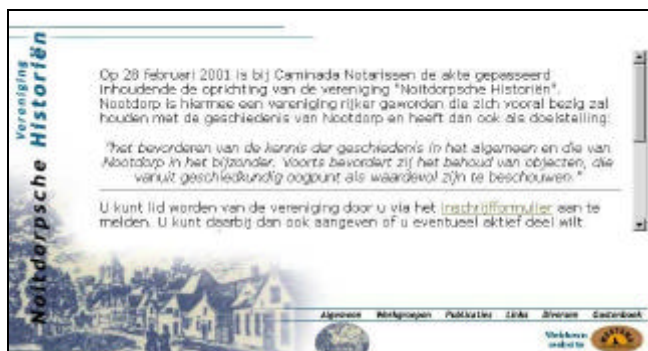 Vereniging
Noitdorpsche Historiën
Op 28 februari 2001 is bij Caminada Notarissen de akte gepasseerd
inhoudende de oprichting van de vereniging "Noitdorpsche Historiën".
Nootdorp is hiermee een vereniging rijker geworden die zich vooral bezig zal
houden met de geschiedenis van Nootdorp en heeft dan ook als doelstelling:
"het bevorderen van de kennis der geschiedenis in het algemeen en die van
Nootdorp in het bijzonder. Voorts bevordert zij het behoud van objecten, die
vanuit geschiedkundig oogpunt als waardevol zijn te beschouwen."
U kunt lid worden van de vereniging door u via het inschrijfformulier aan te
melden. U kunt daarbij dan ook aangeven of u eventueel aktief deel wilt
Algemeen Werkgroepen Publicaties Links Diversen Gastenboek
website